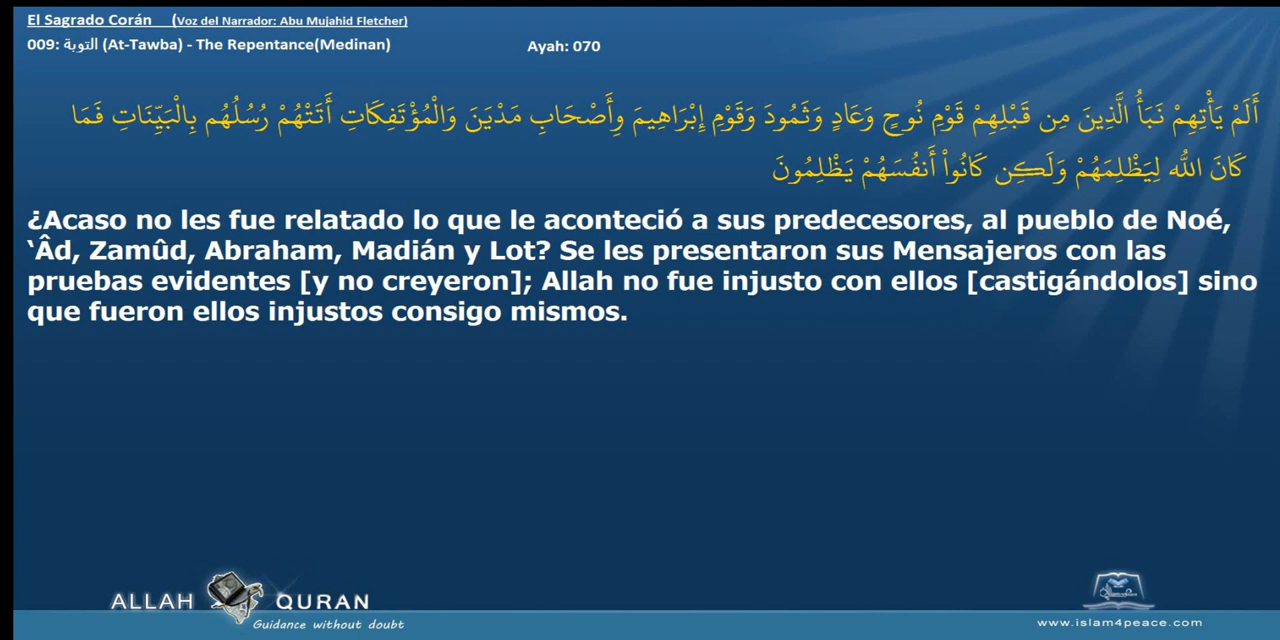 El Sagrado Corán (Voz del Narrador: Abu Mujahid Fletcher)
009: التوبة (At-Tawba) - The Repentance(Medinan) Ayah: 070
أَلَمْ يَأْتِهِمْ نَبَأُ الَّذِينَ مِن قَبْلِهِمْ قَوْمِ نُوحٍ وَعَادٍ وَثَمُودَ وَقَوْمِ إِبْرَاهِيمَ وِأَصْحَابِ مَدْيَنَ وَالْمُؤْتَفِكَاتِ أَتَتْهُمْ رُسُلُهُم بِالْبَيِّنَاتِ فَمَا
كَانَ اللّه لِيَظْلِمَهُمْ وَلَكِن كَانُواْ أَنفُسَهُمْ يَظْلِمُونَ
¿Acaso no les fue relatado lo que le aconteció a sus predecesores, al pueblo de Noé,
‘Âd, Zamûd, Abraham, Madián y Lot? Se les presentaron sus Mensajeros con las
pruebas evidentes [y no creyeron]; Allah no fue injusto con ellos [castigándolos] sino
que fueron ellos injustos consigo mismos.
ALLAH QURAN
Guidance without doubt
www.islam4peace.com